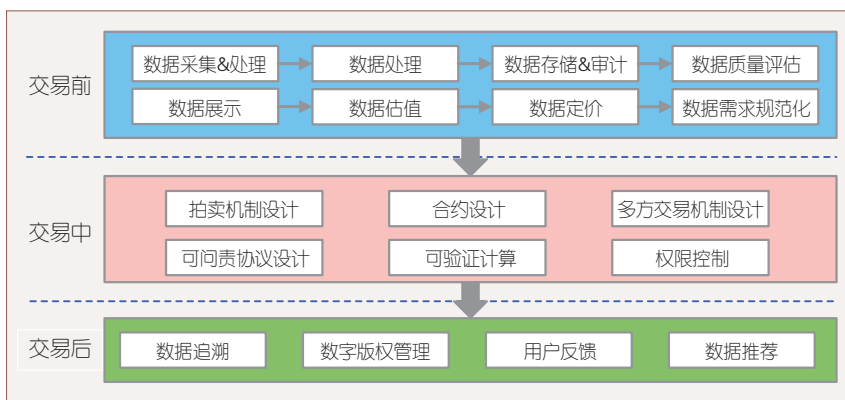 交易前
数据采集&处理 数据处理 数据存储&审计 数据质量评估
数据展示 数据估值 数据定价 数据需求规范化
交易中
拍卖机制设计 合约设计 多方交易机制设计
可问责协议设计 可验证计算 权限控制
交易后
数据追溯 数字版权管理 用户反馈 数据推荐